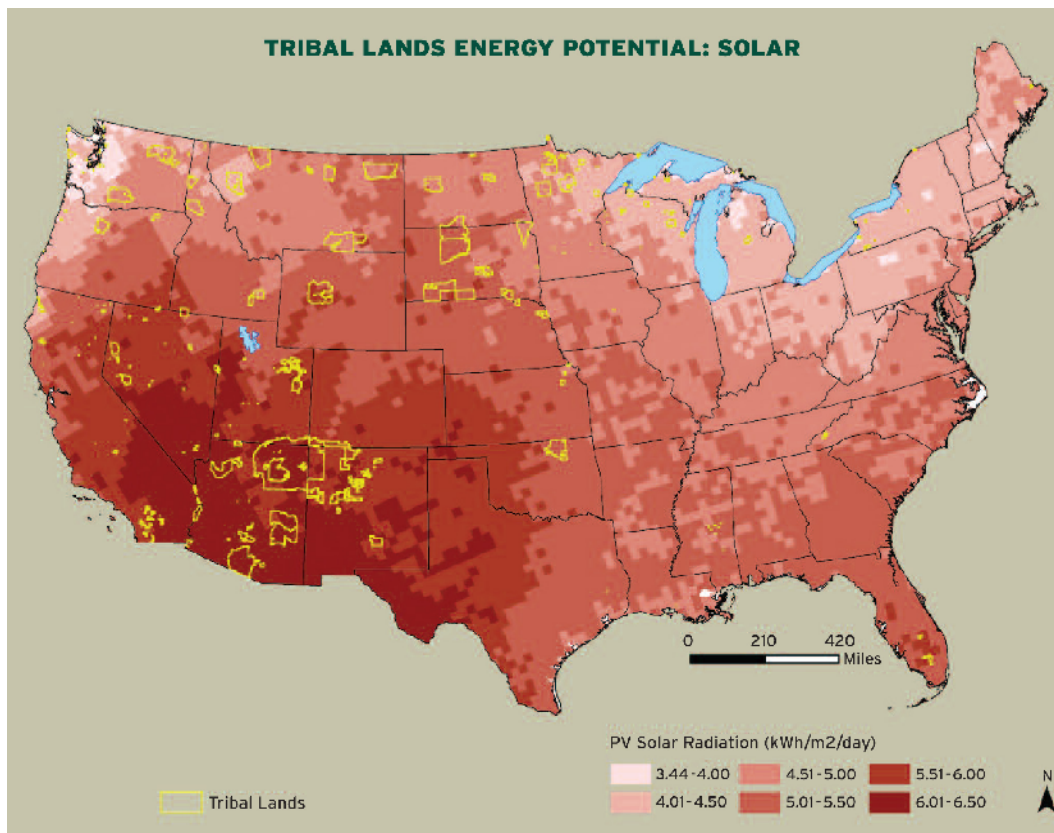 TRIBAL LANDS ENERGY POTENTIAL: SOLAR
0 210 420
Miles
PV Solar Radiation (kWh/m2/day)
3.44-4.00 4.51-5.00 5.51-6.00
4.01-4.50 5.01-5.50 6.01-6.50
Tribal Lands
N